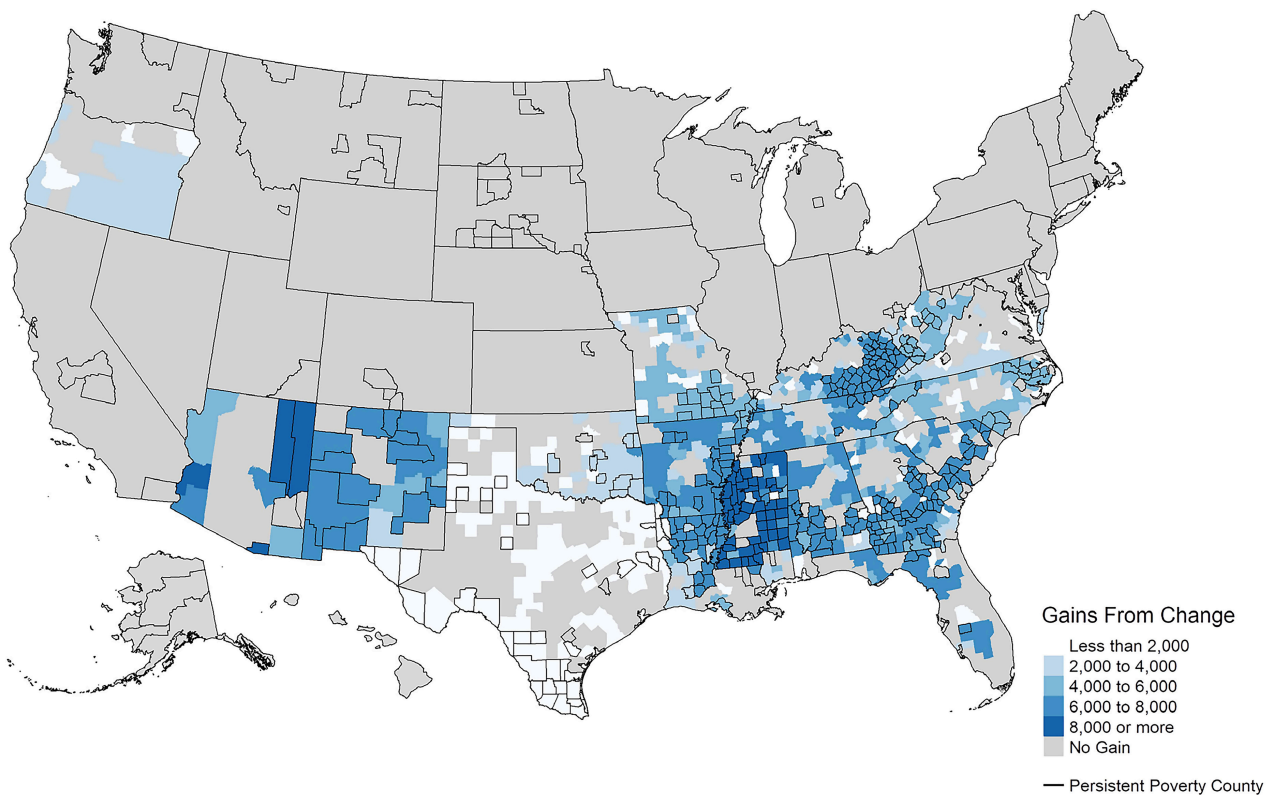 Gains From Change
Less than 2,000
2,000 to 4,000
4,000 to 6,000
6,000 to 8,000
8,000 or more
No Gain
Persistent Poverty County